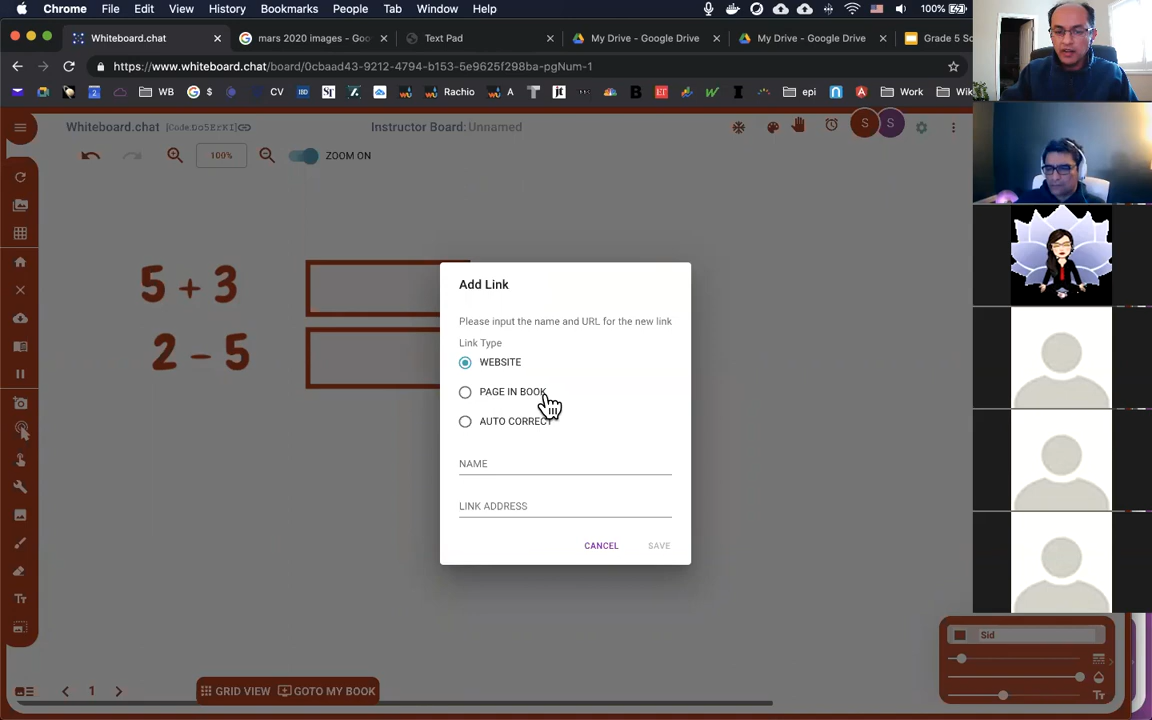 Chrome File Edit View History Bookmarks People Tab Window Help 100%
Whiteboard.chat mars 2020 images - Goo Text Pad My Drive - Google Drive My Drive - Google Drive Grade 5 Sc
https://www.whiteboard.chat/board/0cbaad43-9212-4794-b153-5e9625f298ba-pgNum-1
WB $ CV Rachio A epi Work Wik
Whiteboard.chat [Code.Do5ErKI] Instructor Board: Unnamed S S
100% ZOOM ON
5 + 3
2 - 5
Add Link
Please input the name and URL for the new link
Link Type
WEBSITE
PAGE IN BOOK
AUTO CORRECT
NAME
LINK ADDRESS
CANCEL SAVE
Sid
1 GRID VIEW GOTO MY BOOK